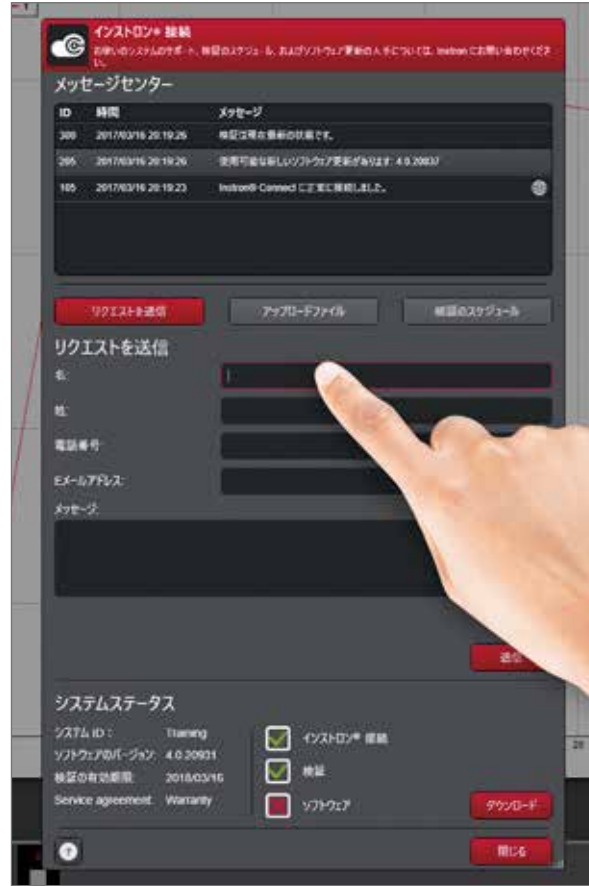 インストロン® 接続
お使いのシステムのサポート、検証のスケジュール、およびソフトウェア更新の入手については、Instron にお問い合わせくださ
い。
メッセージセンター
ID 時間 メッセージ
300 2017/03/16 20:19:26 検証は現在最新の状態です。
205 2017/03/16 20:19:26 使用可能な新しいソフトウェア更新があります: 4.0.20937
105 2017/03/16 20:19:23 Instron® Connect に正常に接続しました。
リクエストを送信 アップロードファイル 検証のスケジュール
リクエストを送信
名:
姓:
電話番号:
Eメールアドレス:
メッセージ:
送信
システムステータス
システム ID : Training
ソフトウェアのバージョン: 4.0.20931
検証の有効期限: 2018/03/16
Service agreement: Warranty
インストロン® 接続
検証
ソフトウェア
ダウンロード
?
閉じる
20